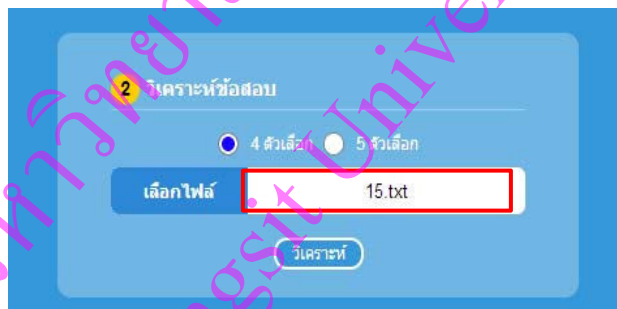 2 วิเคราะห์ข้อสอบ
4 ตัวเลือก 5 ตัวเลือก
เลือกไฟล์ 15.txt
วิเคราะห์